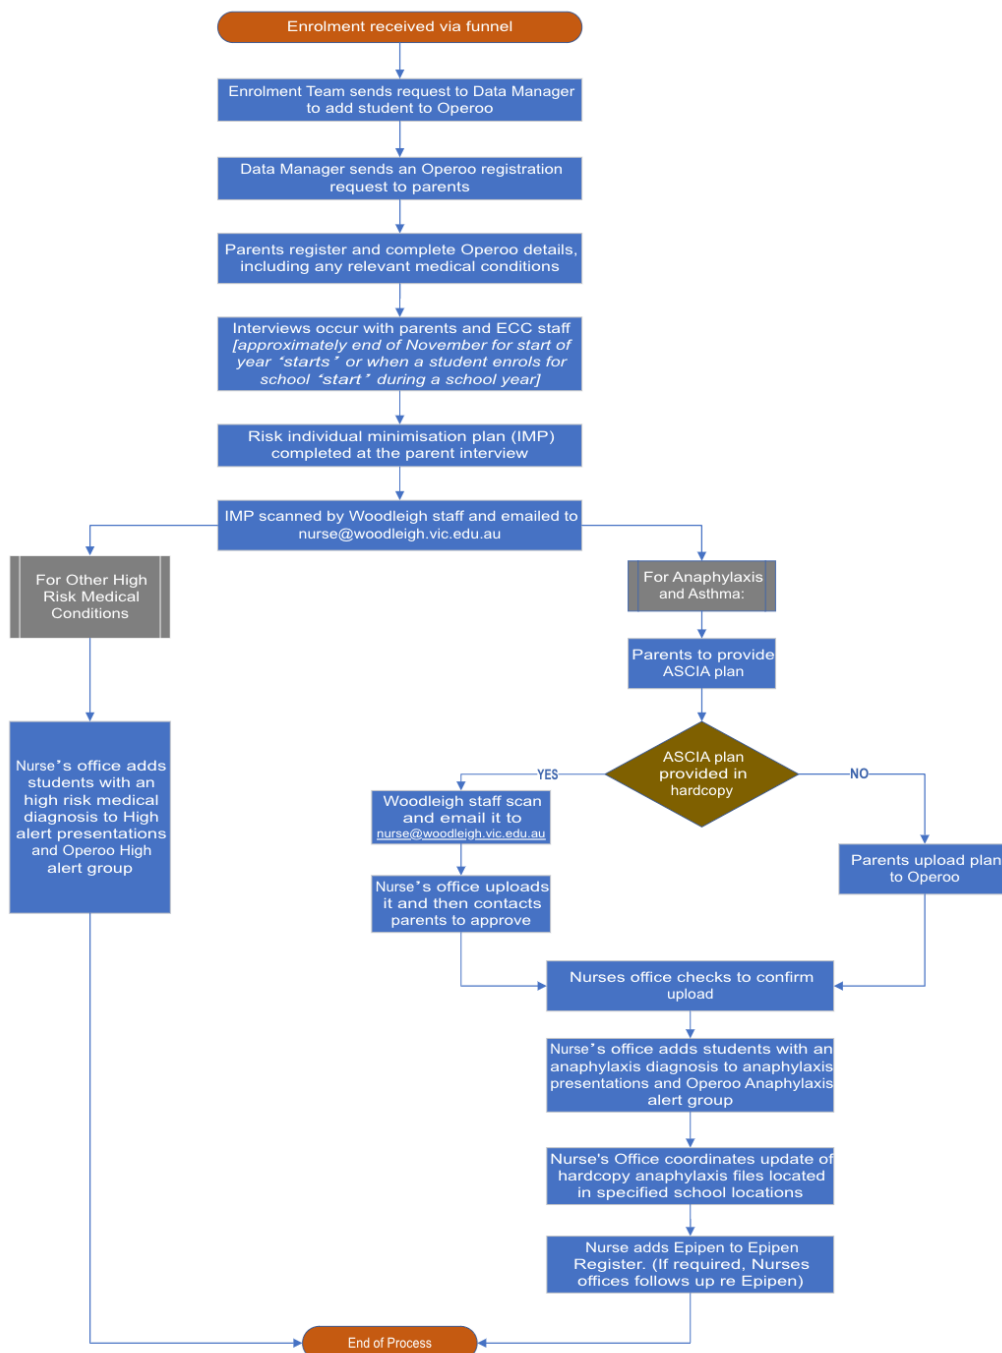 Enrolment received via funnel
Enrolment Team sends request to Data Manager
to add student to Operoo
Data Manager sends an Operoo registration
request to parents
Parents register and complete Operoo details,
including any relevant medical conditions
Interviews occur with parents and ECC staff
[approximately end of November for start of
year ‘starts’ or when a student enrols for
school ‘start’ during a school year]
Risk individual minimisation plan (IMP)
completed at the parent interview
IMP scanned by Woodleigh staff and emailed to
nurse@woodleigh.vic.edu.au
For Other High
Risk Medical
Conditions
Nurse’s office adds
students with an
high risk medical
diagnosis to High
alert presentations
and Operoo High
alert group
For Anaphylaxis
and Asthma:
Parents to provide
ASCIA plan
ASCIA plan
provided in
hardcopy
YES
NO
Woodleigh staff scan
and email it to
nurse@woodleigh.vic.edu.au
Nurse’s office uploads
it and then contacts
parents to approve
Parents upload plan
to Operoo
Nurses office checks to confirm
upload
Nurse’s office adds students with an
anaphylaxis diagnosis to anaphylaxis
presentations and Operoo Anaphylaxis
alert group
Nurse's Office coordinates update of
hardcopy anaphylaxis files located
in specified school locations
Nurse adds Epipen to Epipen
Register. (If required, Nurses
offices follows up re Epipen)
End of Process